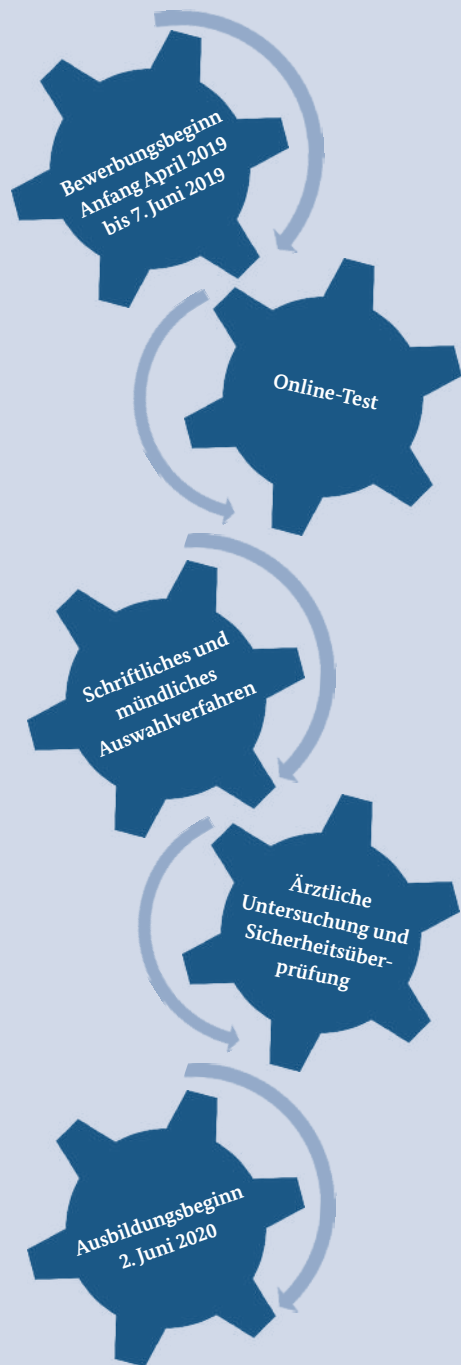 Bewerbungsbeginn
Anfang April 2019
bis 7. Juni 2019
Online-Test
Schriftliches und
mündliches
Auswahlverfahren
Ärztliche
Untersuchung und
Sicherheitsüber-
prüfung
Ausbildungsbeginn
2. Juni 2020